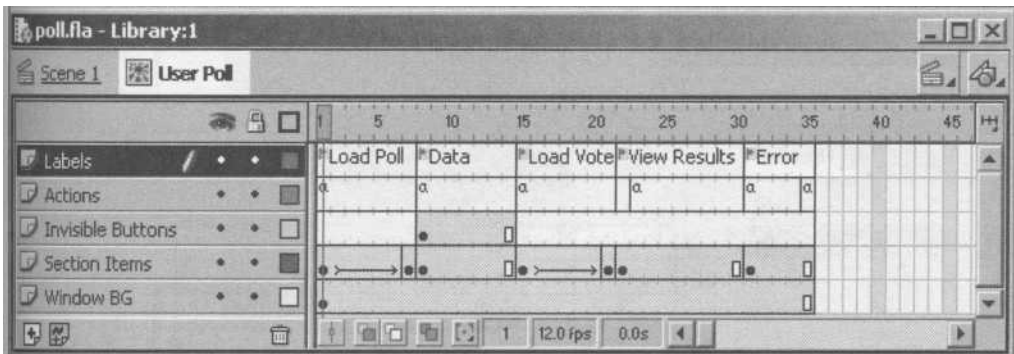 poll.fla - Library:1
Scene 1 User Poll
1 5 10 15 20 25 30 35 40 45
Labels Load Poll Data Load Vote View Results Error
Actions a a a a a a
Invisible Buttons
Section Items
Window BG
1 12.0 fps 0.0s